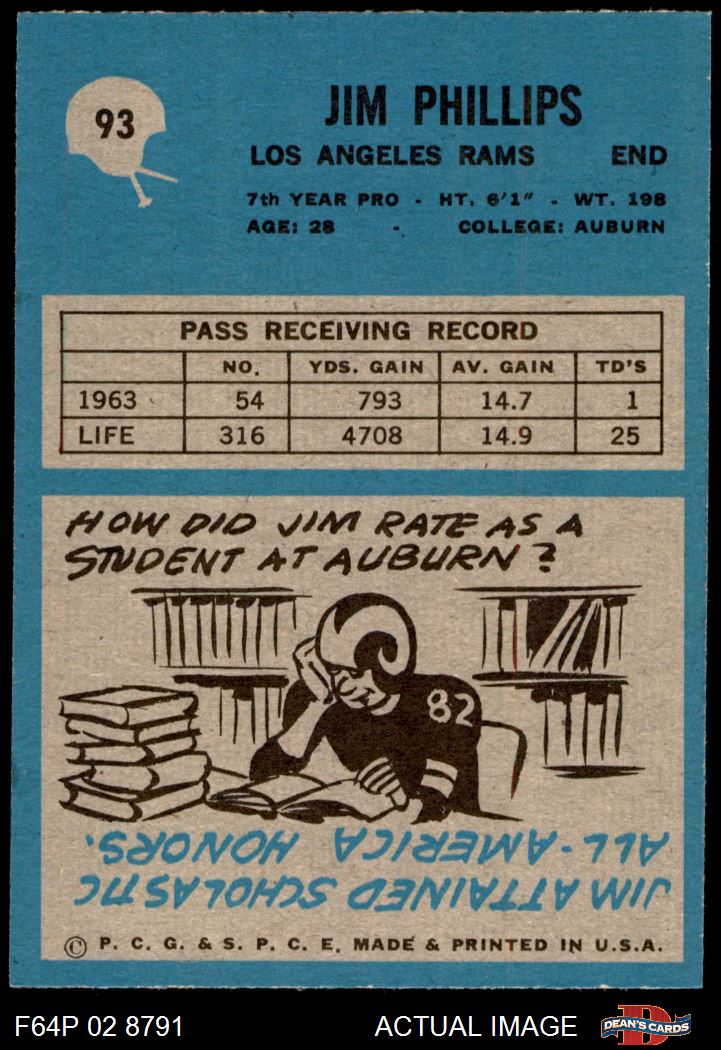 93
JIM PHILLIPS
LOS ANGELES RAMS END
7th YEAR PRO - HT. 6'1" - WT. 198
AGE: 28 - COLLEGE: AUBURN
PASS RECEIVING RECORD
NO. YDS. GAIN AV. GAIN TD'S
1963 54 793 14.7 1
LIFE 316 4708 14.9 25
HOW DID JIM RATE AS A
STUDENT AT AUBURN?
82
JIM ATTAINED SCHOLASTIC
ALL-AMERICA HONORS.
© P. C. G. & S. P. C. E. MADE & PRINTED IN U.S.A.
F64P 02 8791 ACTUAL IMAGE D DEAN'S CARDS